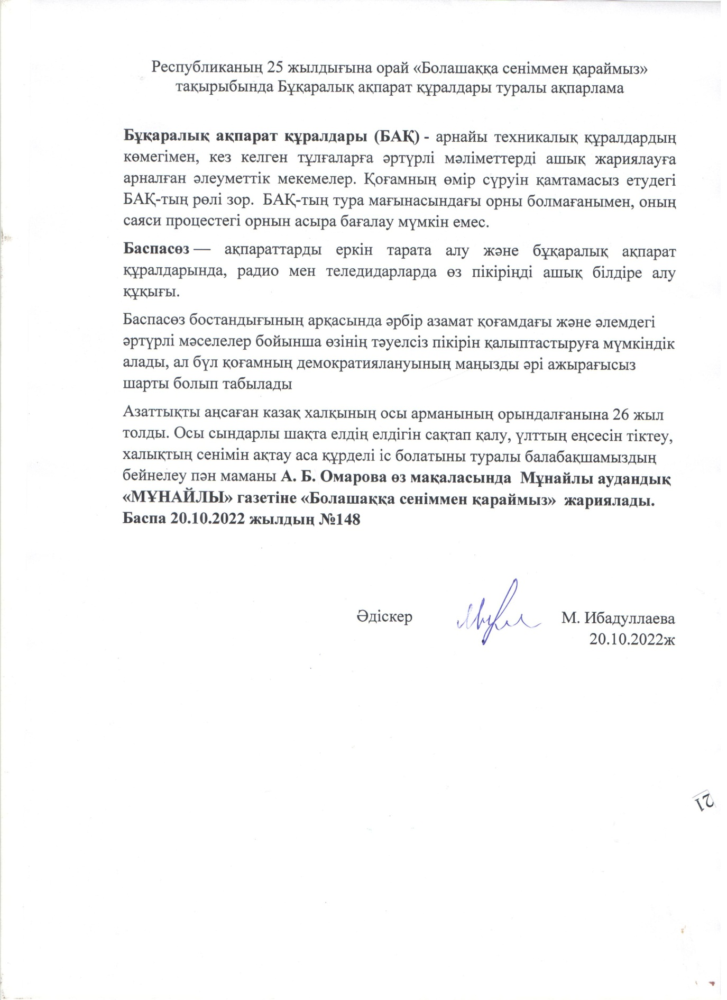 Республиканың 25 жылдығына орай «Болашаққа сеніммен қараймыз»
тақырыбында Бұқаралық ақпарат құралдары туралы ақпарлама
Бұқаралық ақпарат құралдары (БАҚ) - арнайы техникалық құралдардың
көмегімен, кез келген тұлғаларға әртүрлі мәліметтерді ашық жариялауға
арналған әлеуметтік мекемелер. Қоғамның өмір сүруін қамтамасыз етудегі
БАҚ-тың рөлі зор. БАҚ-тың тура мағынасындағы орны болмағанымен, оның
саяси процестегі орнын асыра бағалау мүмкін емес.
Баспасөз — ақпараттарды еркін тарата алу және бұқаралық ақпарат
құралдарында, радио мен теледидарларда өз пікіріңді ашық білдіре алу
құқығы.
Баспасөз бостандығының арқасында әрбір азамат қоғамдағы және әлемдегі
әртүрлі мәселелер бойынша өзінің тәуелсіз пікірін қалыптастыруға мүмкіндік
алады, ал бүл қоғамның демократиялануының маңызды әрі ажырағысыз
шарты болып табылады
Азаттықты аңсаған казақ халқының осы арманының орындалғанына 26 жыл
толды. Осы сындарлы шақта елдің елдігін сақтап қалу, үлттың еңсесін тіктеу,
халықтың сенімін ақтау аса құрделі іс болатыны туралы балабақшамыздың
бейнелеу пән маманы А. Б. Омарова өз мақаласында Мұнайлы аудандық
«МҰНАЙЛЫ» газетіне «Болашаққа сеніммен қараймыз» жариялады.
Баспа 20.10.2022 жылдың №148
Әдіскер М. Ибадуллаева
20.10.2022ж
21